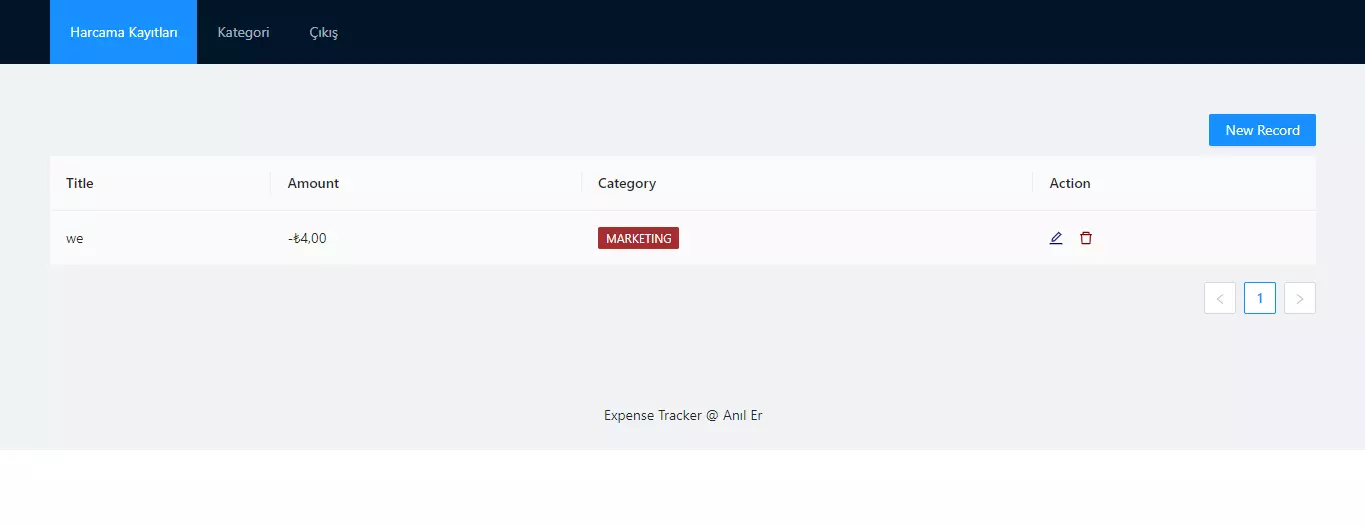 Harcama Kayıtları Kategori Çıkış
New Record
Title Amount Category Action
we -₺4,00 MARKETING
1
Expense Tracker @ Anıl Er